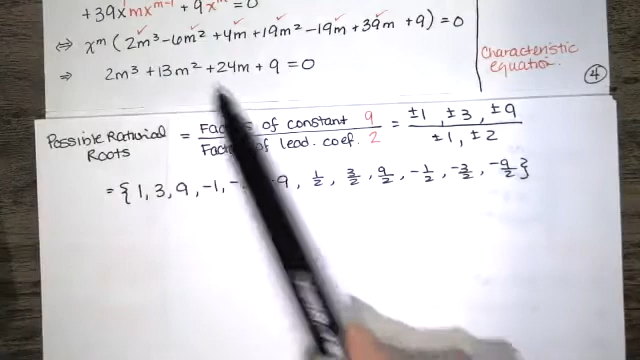 +39x mx^{m-1} + 9x^m = 0
⇔ x^m (2m³ - 6m² + 4m + 19m² - 19m + 39m + 9) = 0
⇒ 2m³ + 13m² + 24m + 9 = 0
Characteristic
equation.
④
Possible Rational Roots = Factors of constant 9 / Factors of lead. coef. 2 = ±1, ±3, ±9 / ±1, ±2
= {1, 3, 9, -1, -9, 1/2, 3/2, 9/2, -1/2, -3/2, -9/2}